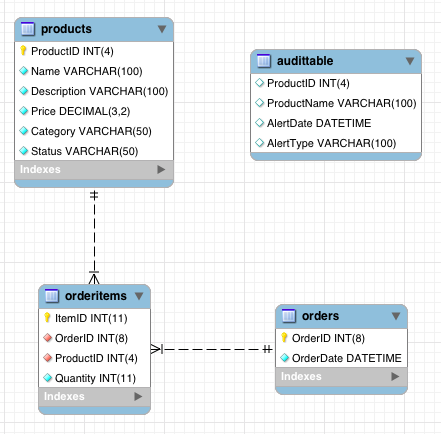 products
ProductID INT(4)
Name VARCHAR(100)
Description VARCHAR(100)
Price DECIMAL(3,2)
Category VARCHAR(50)
Status VARCHAR(50)
Indexes
audittable
ProductID INT(4)
ProductName VARCHAR(100)
AlertDate DATETIME
AlertType VARCHAR(100)
orderitems
ItemID INT(11)
OrderID INT(8)
ProductID INT(4)
Quantity INT(11)
Indexes
orders
OrderID INT(8)
OrderDate DATETIME
Indexes